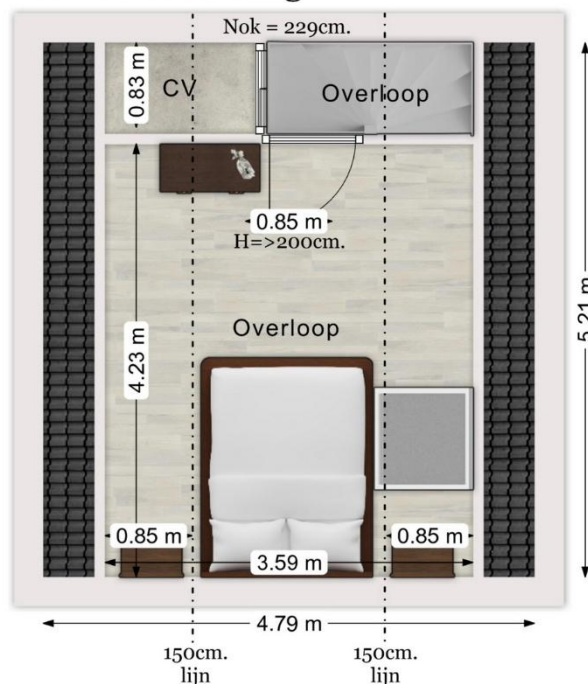 Nok = 229cm.
0.83 m
CV
Overloop
0.85 m
H=>200cm.
5.21 m
Overloop
4.23 m
0.85 m
0.85 m
3.59 m
4.79 m
150cm.
lijn
150cm.
lijn